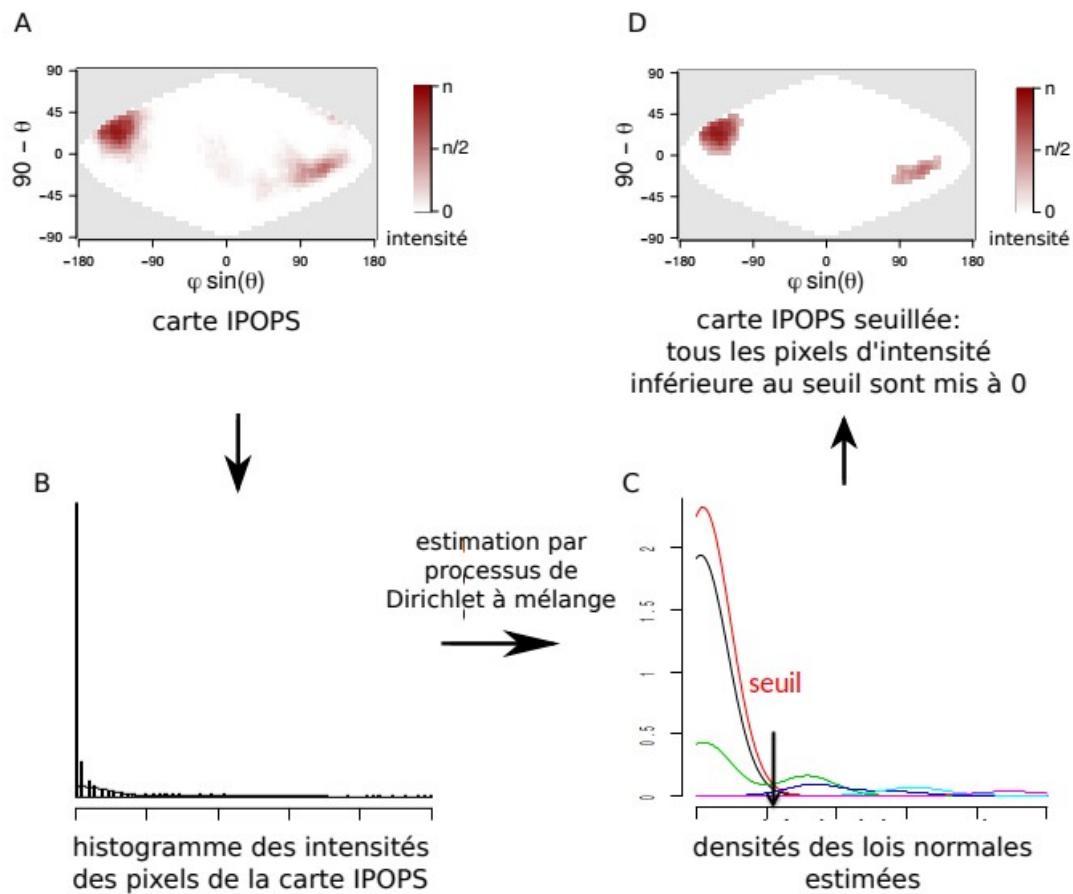 A
90
45
0
−45
−90
90 − θ
−180
−90
0
90
180
φ sin(θ)
n
n/2
0
intensité
carte IPOPS
D
90
45
0
−45
−90
90 − θ
−180
−90
0
90
180
φ sin(θ)
n
n/2
0
intensité
carte IPOPS seuillée:
tous les pixels d'intensité
inférieure au seuil sont mis à 0
B
histogramme des intensités
des pixels de la carte IPOPS
estimation par
processus de
Dirichlet à mélange
C
2
1.5
1
0.5
0
seuil
densités des lois normales
estimées